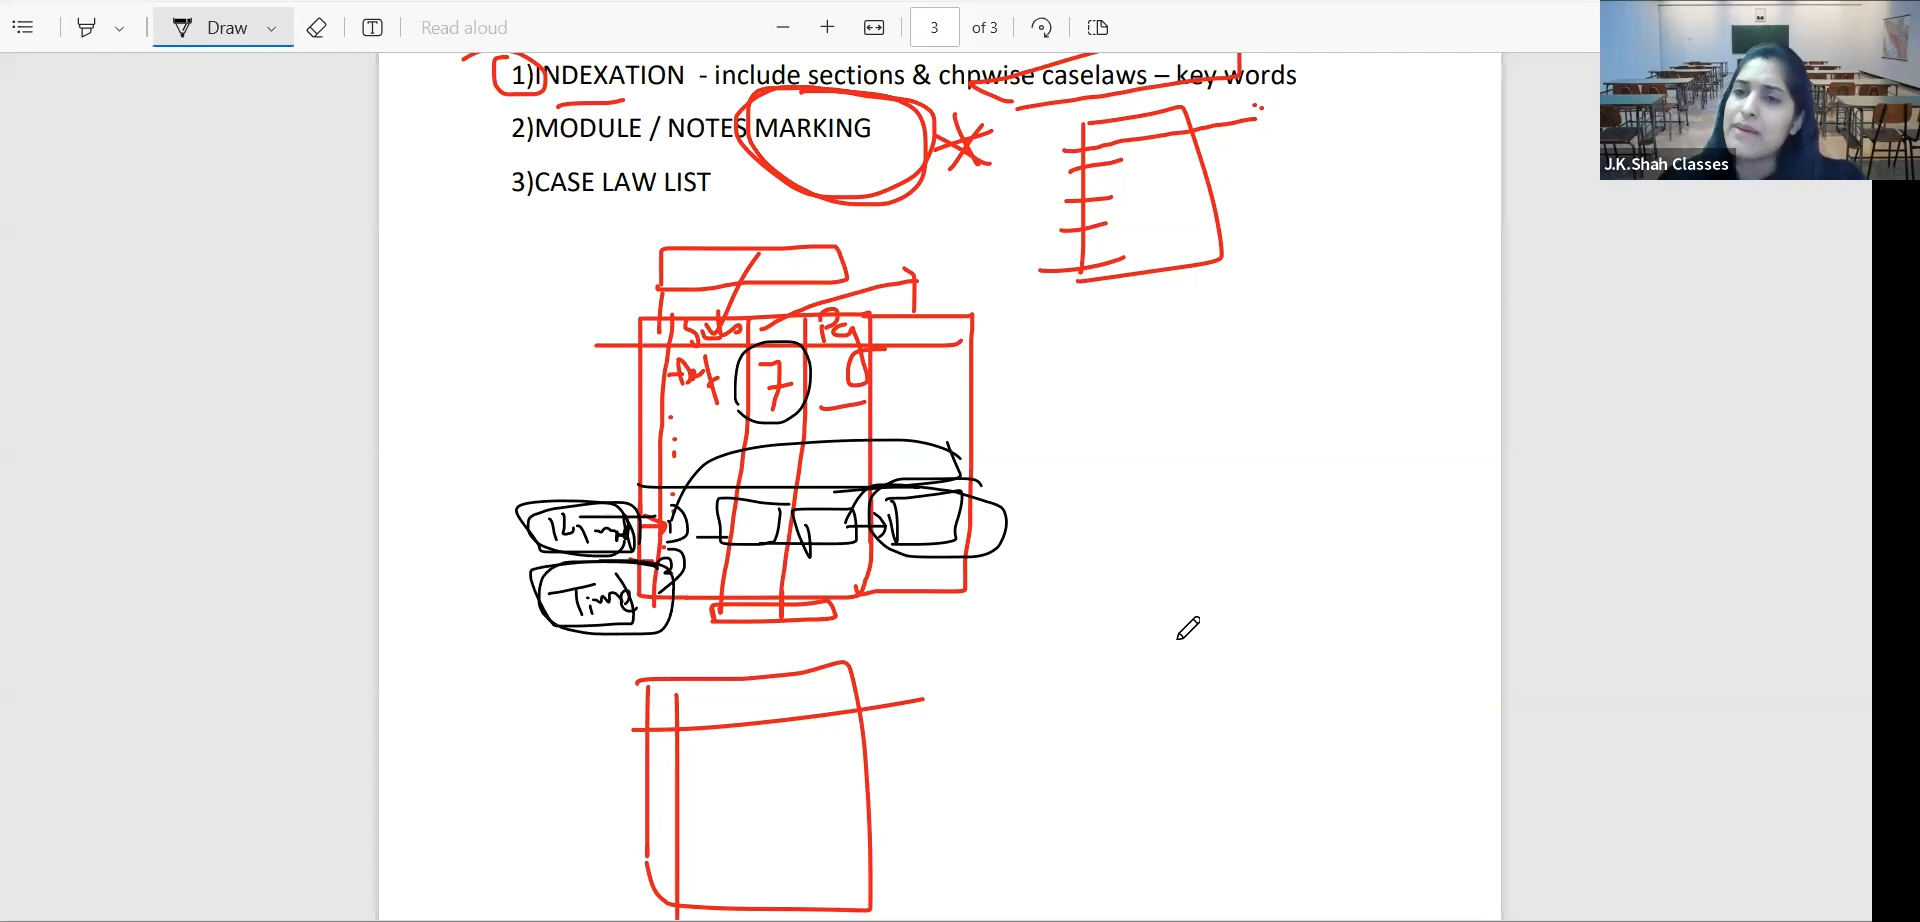 Draw
Read aloud
3 of 3
J.K.Shah Classes
1)INDEXATION - include sections & chpwise caselaws – key words
2)MODULE / NOTES MARKING
3)CASE LAW LIST
7
Time